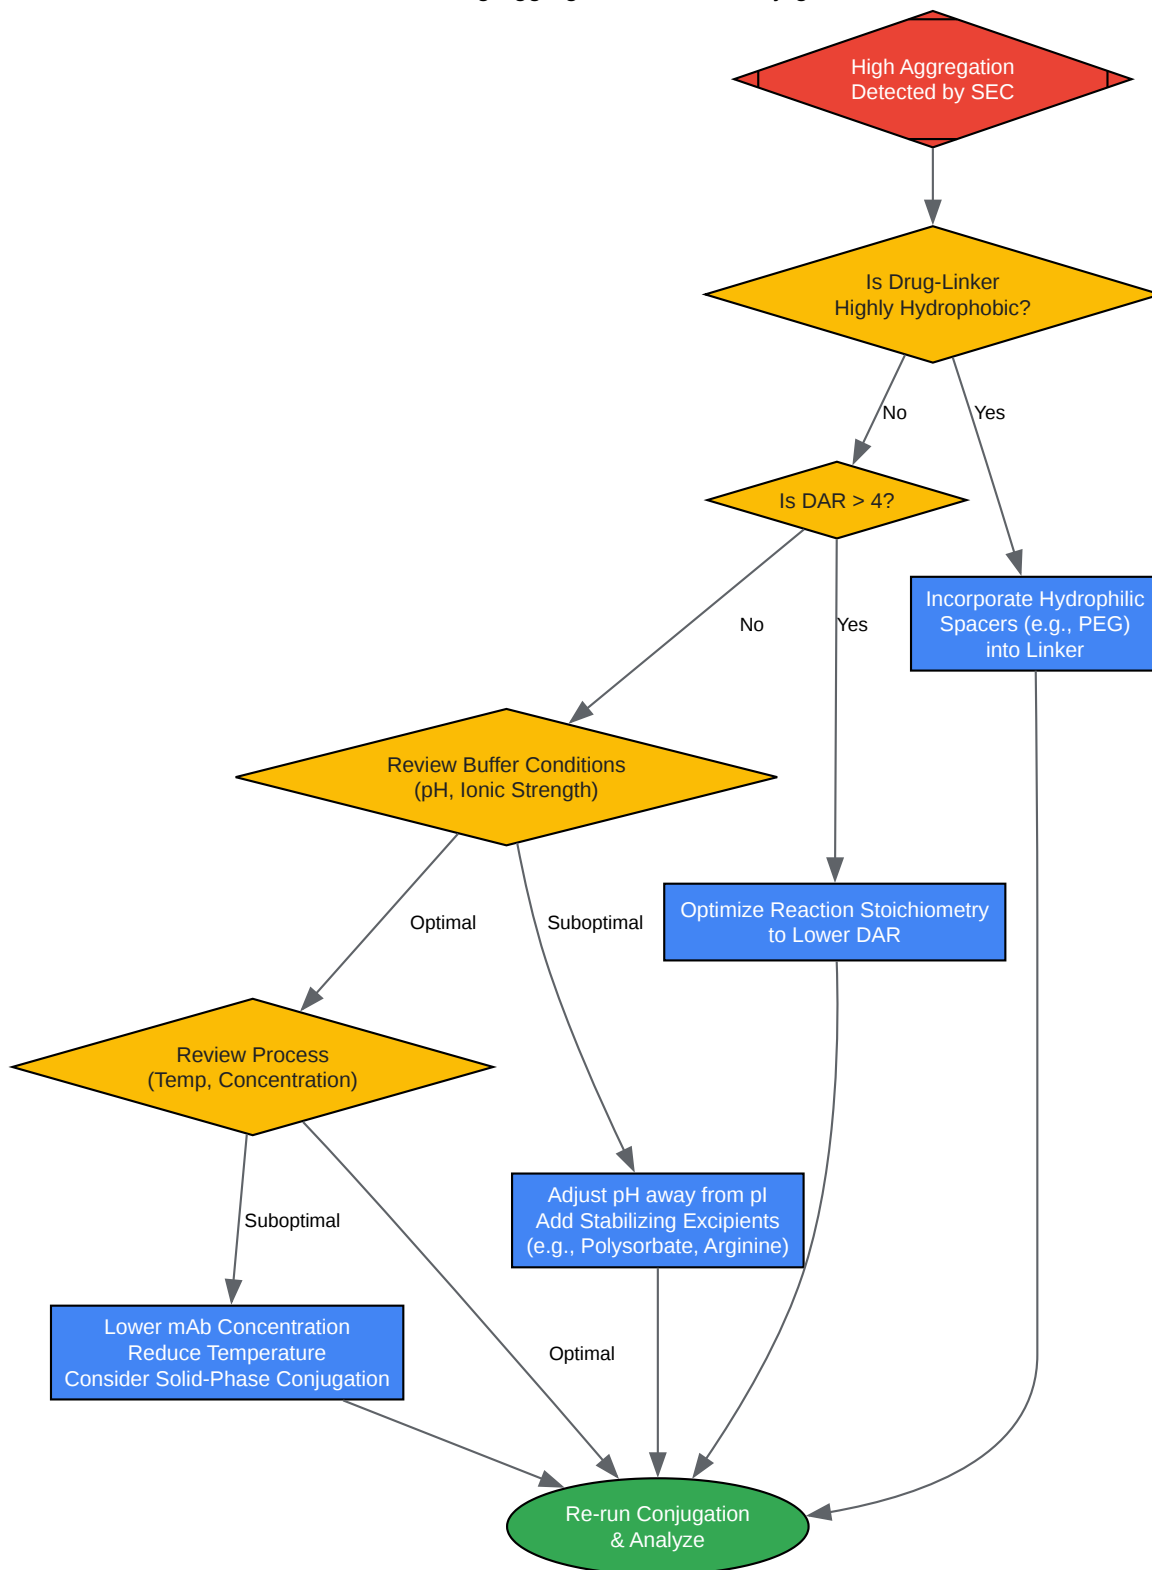 High Aggregation
Detected by SEC
Is Drug-Linker
Highly Hydrophobic?
No
Yes
Is DAR > 4?
Incorporate Hydrophilic
Spacers (e.g., PEG)
into Linker
No
Yes
Review Buffer Conditions
(pH, Ionic Strength)
Optimize Reaction Stoichiometry
to Lower DAR
Optimal
Suboptimal
Review Process
(Temp, Concentration)
Adjust pH away from pI
Add Stabilizing Excipients
(e.g., Polysorbate, Arginine)
Suboptimal
Lower mAb Concentration
Reduce Temperature
Consider Solid-Phase Conjugation
Optimal
Re-run Conjugation
& Analyze